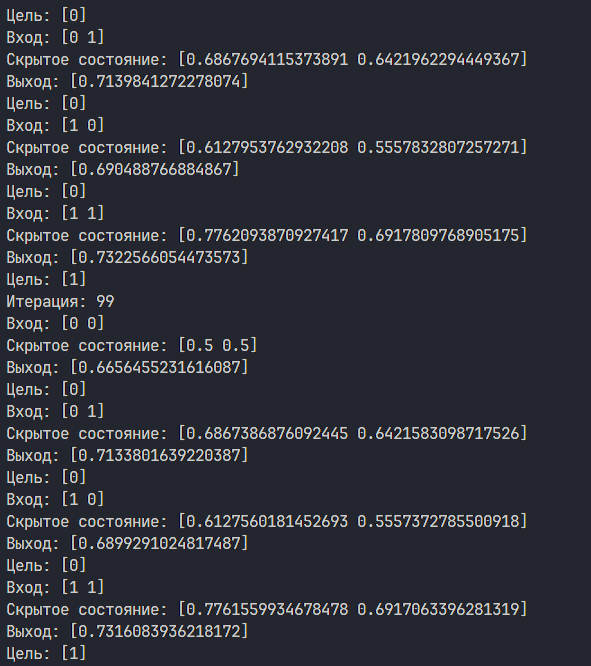 Цель: [0]
Вход: [0 1]
Скрытое состояние: [0.6867694115373891 0.6421962294449367]
Выход: [0.7139841272278074]
Цель: [0]
Вход: [1 0]
Скрытое состояние: [0.6127953762932208 0.5557832807257271]
Выход: [0.690488766884867]
Цель: [0]
Вход: [1 1]
Скрытое состояние: [0.7762093870927417 0.6917809768905175]
Выход: [0.7322566054473573]
Цель: [1]
Итерация: 99
Вход: [0 0]
Скрытое состояние: [0.5 0.5]
Выход: [0.6656455231616087]
Цель: [0]
Вход: [0 1]
Скрытое состояние: [0.6867386876092445 0.6421583098717526]
Выход: [0.7133801639220387]
Цель: [0]
Вход: [1 0]
Скрытое состояние: [0.6127560181452693 0.5557372785500918]
Выход: [0.6899291024817487]
Цель: [0]
Вход: [1 1]
Скрытое состояние: [0.7761559934678478 0.6917063396281319]
Выход: [0.7316083936218172]
Цель: [1]